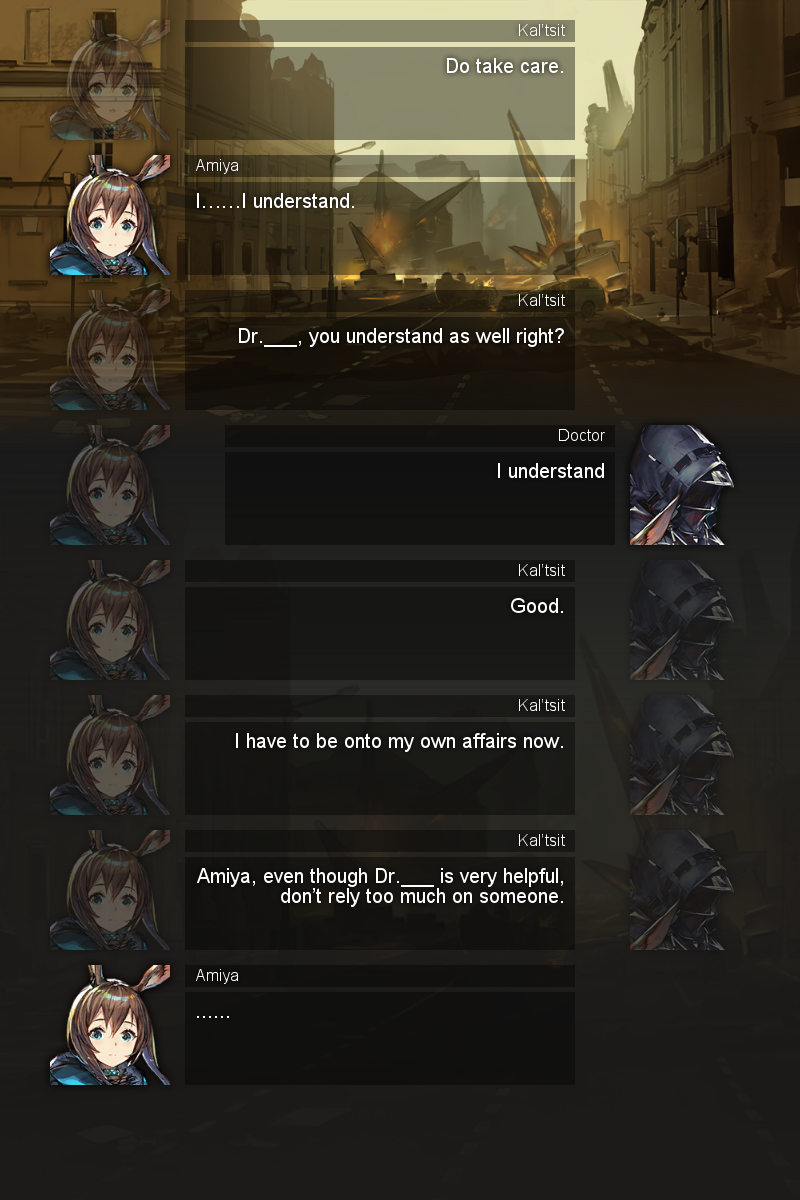 Kal'tsit
Do take care.
Amiya
I……I understand.
Kal'tsit
Dr.___, you understand as well right?
Doctor
I understand
Kal'tsit
Good.
Kal'tsit
I have to be onto my own affairs now.
Kal'tsit
Amiya, even though Dr.___ is very helpful,
don't rely too much on someone.
Amiya
……